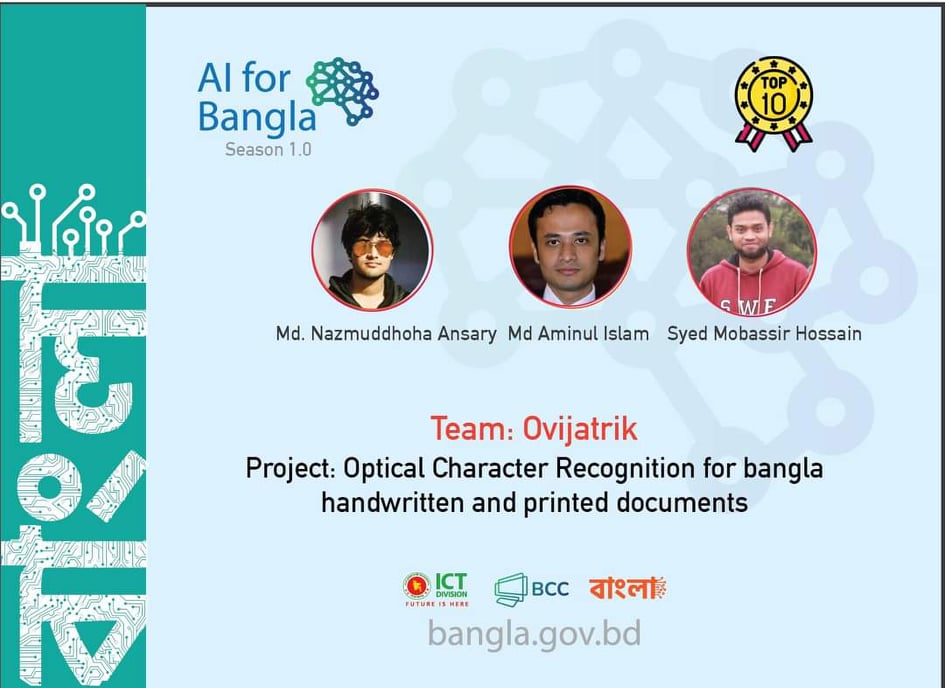 বাংলা
AI for
Bangla
Season 1.0
TOP
10
SWE
Md. Nazmuddhoha Ansary Md Aminul Islam Syed Mobassir Hossain
Team: Ovijatrik
Project: Optical Character Recognition for bangla
handwritten and printed documents
ICT
DIVISION
FUTURE IS HERE
BCC
বাংলা
bangla.gov.bd